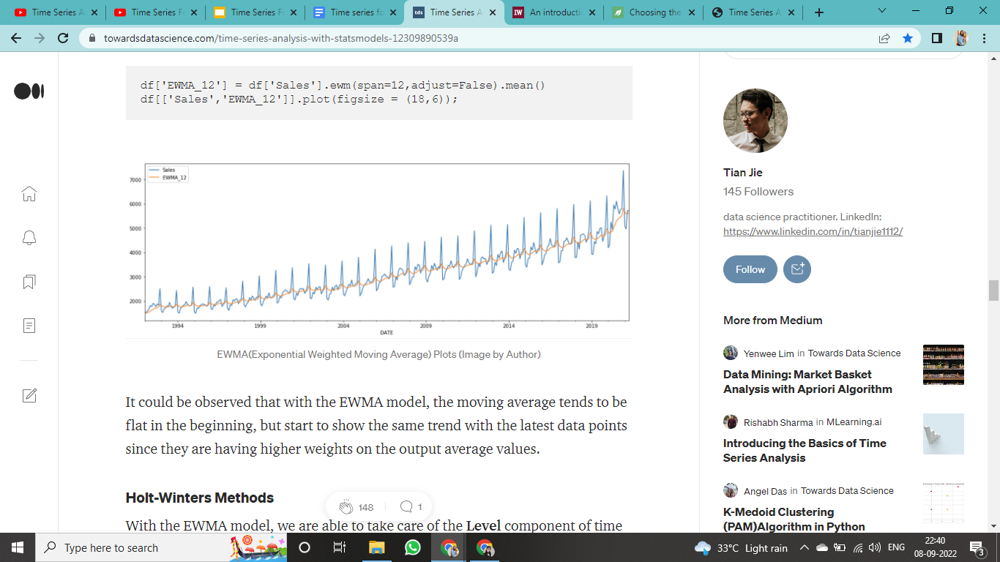 Time Series A
Time Series Fo
Time Series Fo
Time series fo
tds
Time Series A
IW
An introducti
Choosing the
Time Series A
towardsdatascience.com/time-series-analysis-with-statsmodels-12309890539a
df['EWMA_12'] = df['Sales'].ewm(span=12,adjust=False).mean()
df[['Sales','EWMA_12']].plot(figsize = (18,6));
Sales
EWMA_12
7000
6000
5000
4000
3000
2000
1994
1999
2004
2009
2014
2019
DATE
EWMA(Exponential Weighted Moving Average) Plots (Image by Author)
It could be observed that with the EWMA model, the moving average tends to be
flat in the beginning, but start to show the same trend with the latest data points
since they are having higher weights on the output average values.
Holt-Winters Methods
148
1
With the EWMA model, we are able to take care of the Level component of time
Tian Jie
145 Followers
data science practitioner. LinkedIn:
https://www.linkedin.com/in/tianjie1112/
Follow
More from Medium
Yenwee Lim in Towards Data Science
Data Mining: Market Basket
Analysis with Apriori Algorithm
Rishabh Sharma in MLearning.ai
Introducing the Basics of Time
Series Analysis
Angel Das in Towards Data Science
K-Medoid Clustering
(PAM)Algorithm in Python
Type here to search
33°C Light rain
ENG
22:40
08-09-2022
3